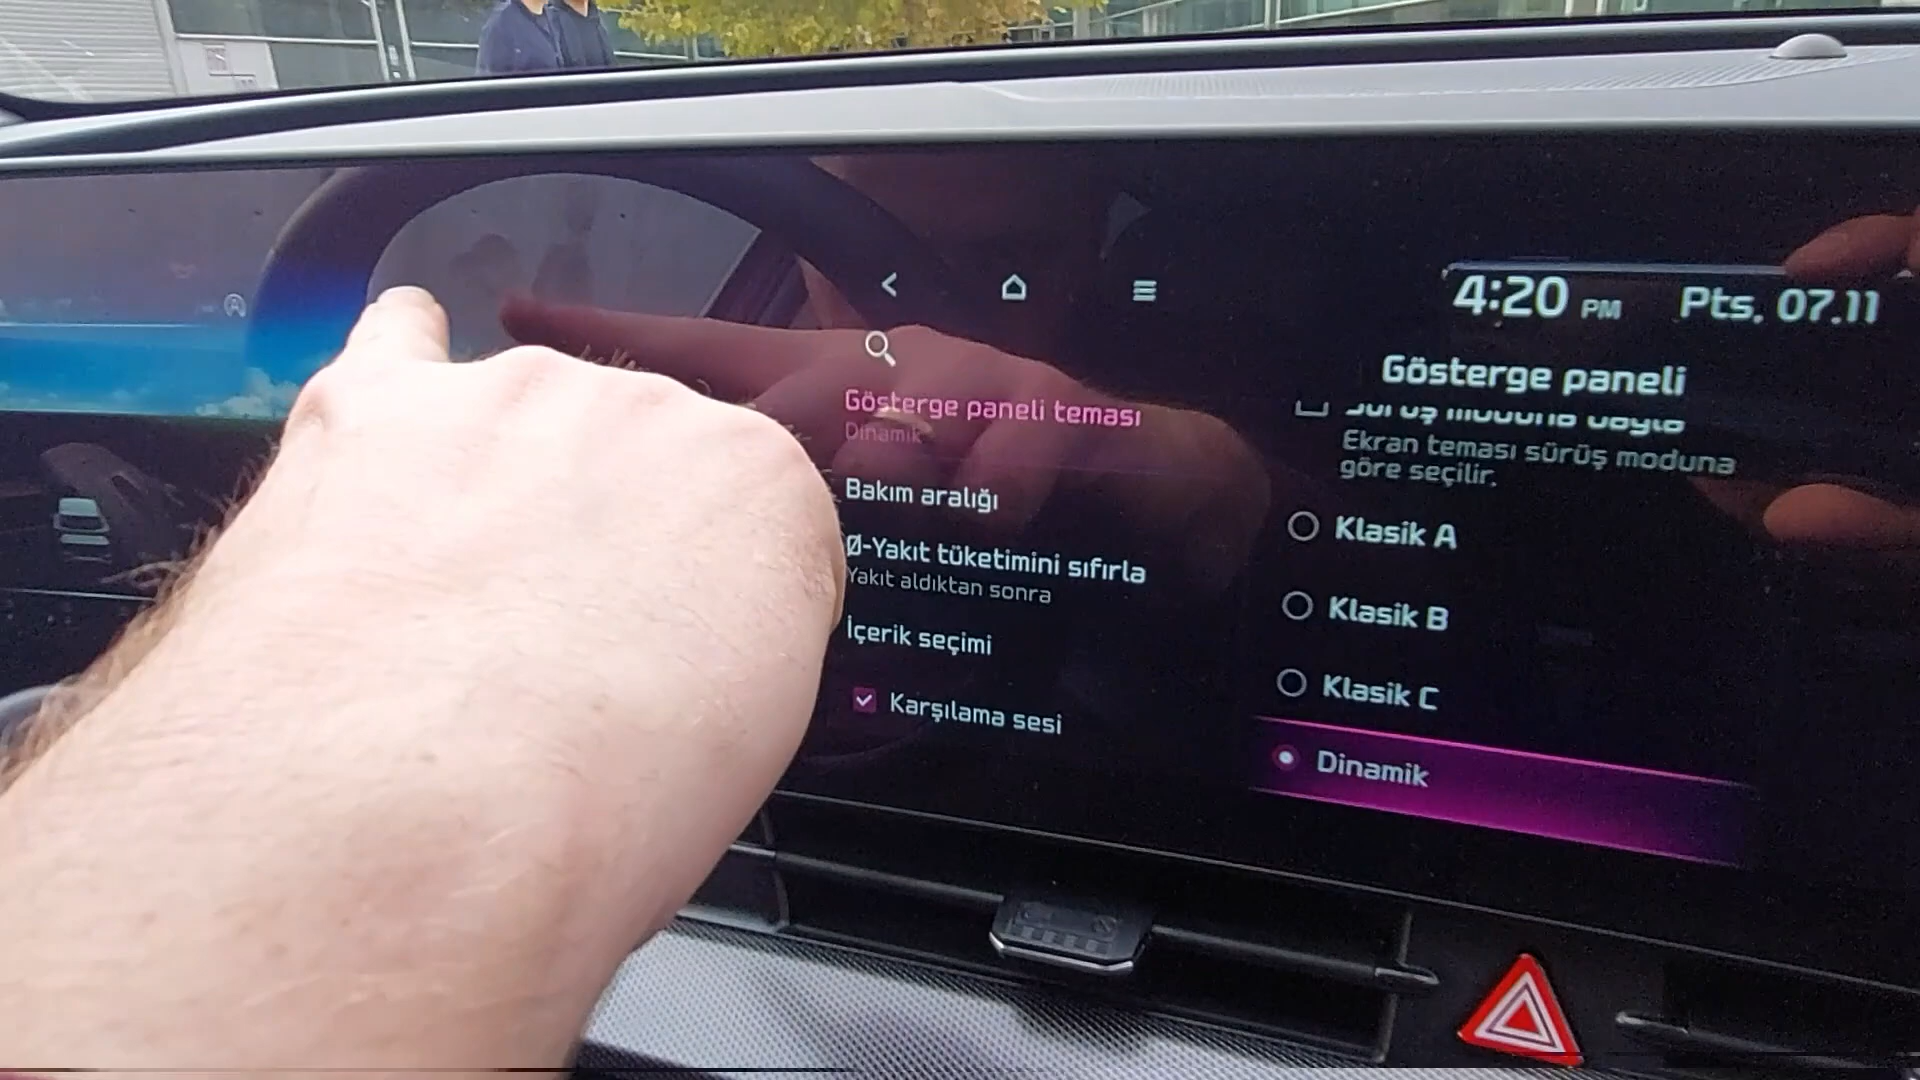 4:20 PM Pts, 07.11
Gösterge paneli
Gösterge paneli teması
Dinamik
Bakım aralığı
Ø-Yakıt tüketimini sıfırla
Yakıt aldıktan sonra
İçerik seçimi
Karşılama sesi
Ekran teması sürüş moduna
göre seçilir.
Klasik A
Klasik B
Klasik C
Dinamik